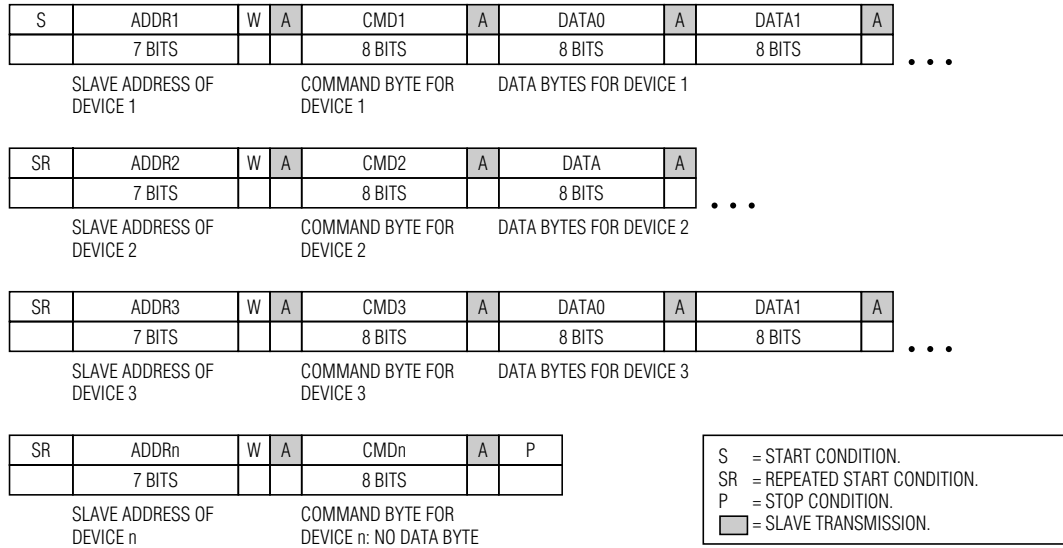 S ADDR1 W A CMD1 A DATA0 A DATA1 A
7 BITS 8 BITS 8 BITS 8 BITS
SLAVE ADDRESS OF DEVICE 1
COMMAND BYTE FOR DEVICE 1
DATA BYTES FOR DEVICE 1
. . .
SR ADDR2 W A CMD2 A DATA A
7 BITS 8 BITS 8 BITS
SLAVE ADDRESS OF DEVICE 2
COMMAND BYTE FOR DEVICE 2
DATA BYTES FOR DEVICE 2
. . .
SR ADDR3 W A CMD3 A DATA0 A DATA1 A
7 BITS 8 BITS 8 BITS 8 BITS
SLAVE ADDRESS OF DEVICE 3
COMMAND BYTE FOR DEVICE 3
DATA BYTES FOR DEVICE 3
. . .
SR ADDRn W A CMDn A P
7 BITS 8 BITS
SLAVE ADDRESS OF DEVICE n
COMMAND BYTE FOR DEVICE n: NO DATA BYTE
S = START CONDITION.
SR = REPEATED START CONDITION.
P = STOP CONDITION.
= SLAVE TRANSMISSION.